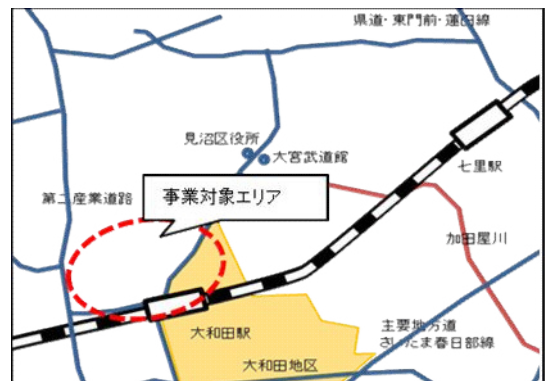 県道・東門前・蓮田線
見沼区役所
大宮武道館
七里駅
第二産業道路
事業対象エリア
加田屋川
大和田駅
主要地方道
さいたま春日部線
大和田地区